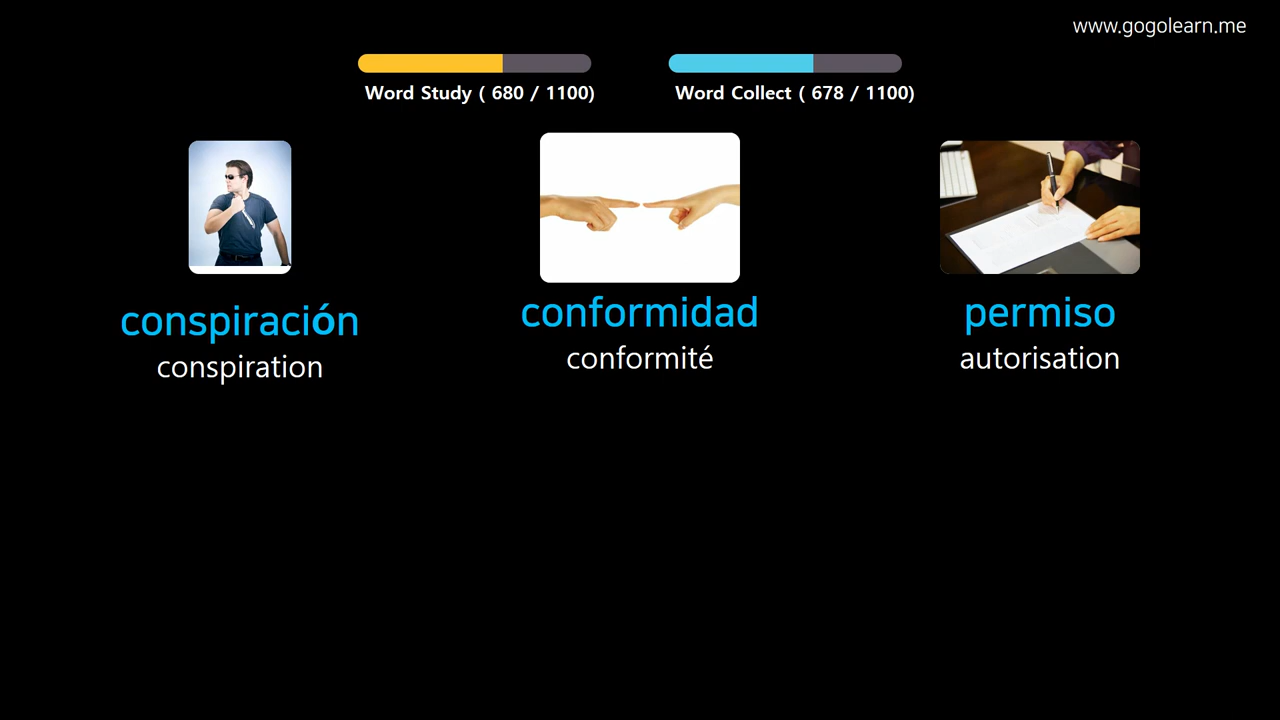 www.gogolearn.me
Word Study ( 680 / 1100)
Word Collect ( 678 / 1100)
conspiración
conspiration
conformidad
conformité
permiso
autorisation